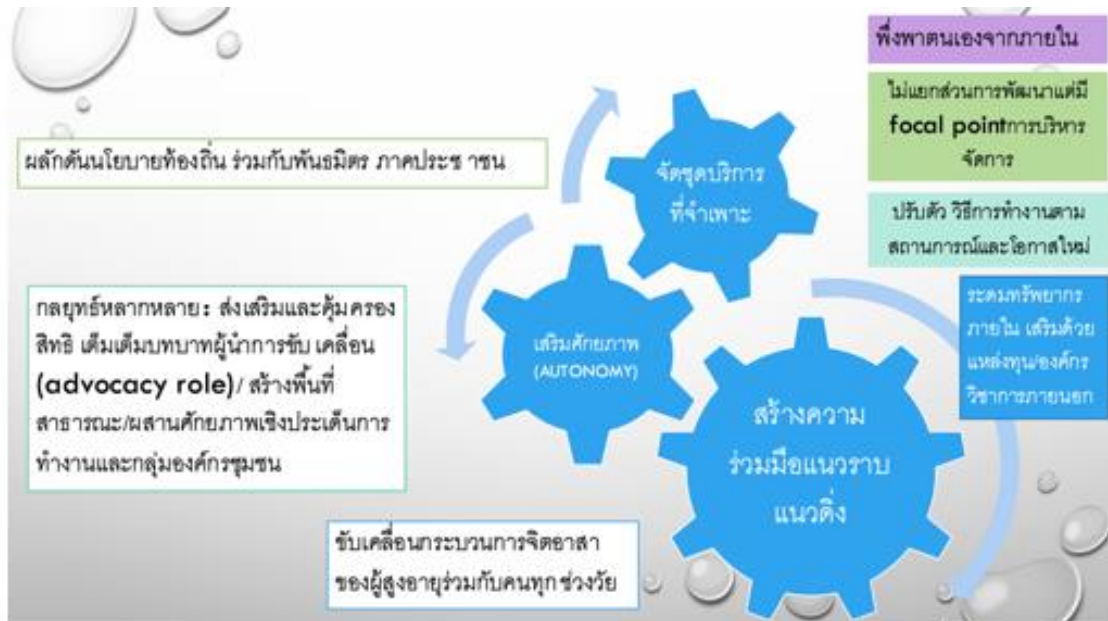 พึ่งพาตนเองจากภายใน
ไม่แยกส่วนการพัฒนาแต่มี
focal pointการบริหาร
จัดการ
ปรับตัว วิธีการทำงานตาม
สถานการณ์และโอกาสใหม่
ระดมทรัพยากร
ภายใน เสริมด้วย
แหล่งทุน/องค์กร
วิชาการภายนอก
ผลักดันนโยบายท้องถิ่น ร่วมกับพันธมิตร ภาคประช าชน
จัดชุดบริการ
ที่จำเพาะ
กลยุทธ์หลากหลาย: ส่งเสริมและคุ้มครอง
สิทธิ เติมเต็มบทบาทผู้นำการขับ เคลื่อน
(advocacy role)/ สร้างพื้นที่
สาธารณะ/ผสานศักยภาพเชิงประเด็นการ
ทำงานและกลุ่มองค์กรชุมชน
เสริมศักยภาพ
(AUTONOMY)
สร้างความ
ร่วมมือแนวราบ
แนวดิ่ง
ขับเคลื่อนกระบวนการจิตอาสา
ของผู้สูงอายุร่วมกับคนทุกช่วงวัย